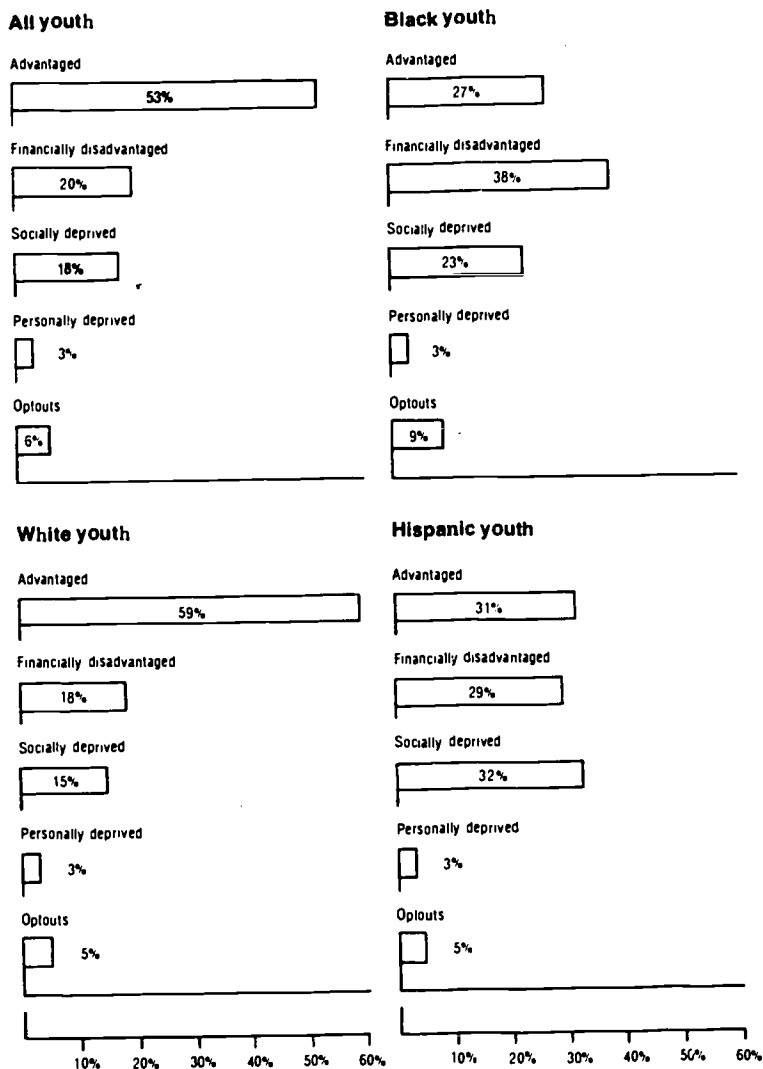 All youth
Advantaged
53%
Financially disadvantaged
20%
Socially deprived
18%
Personally deprived
3%
Optouts
6%
Black youth
Advantaged
27%
Financially disadvantaged
38%
Socially deprived
23%
Personally deprived
3%
Optouts
9%
White youth
Advantaged
59%
Financially disadvantaged
18%
Socially deprived
15%
Personally deprived
3%
Optouts
5%
10% 20% 30% 40% 50% 60%
Hispanic youth
Advantaged
31%
Financially disadvantaged
29%
Socially deprived
32%
Personally deprived
3%
Optouts
5%
10% 20% 30% 40% 50% 60%